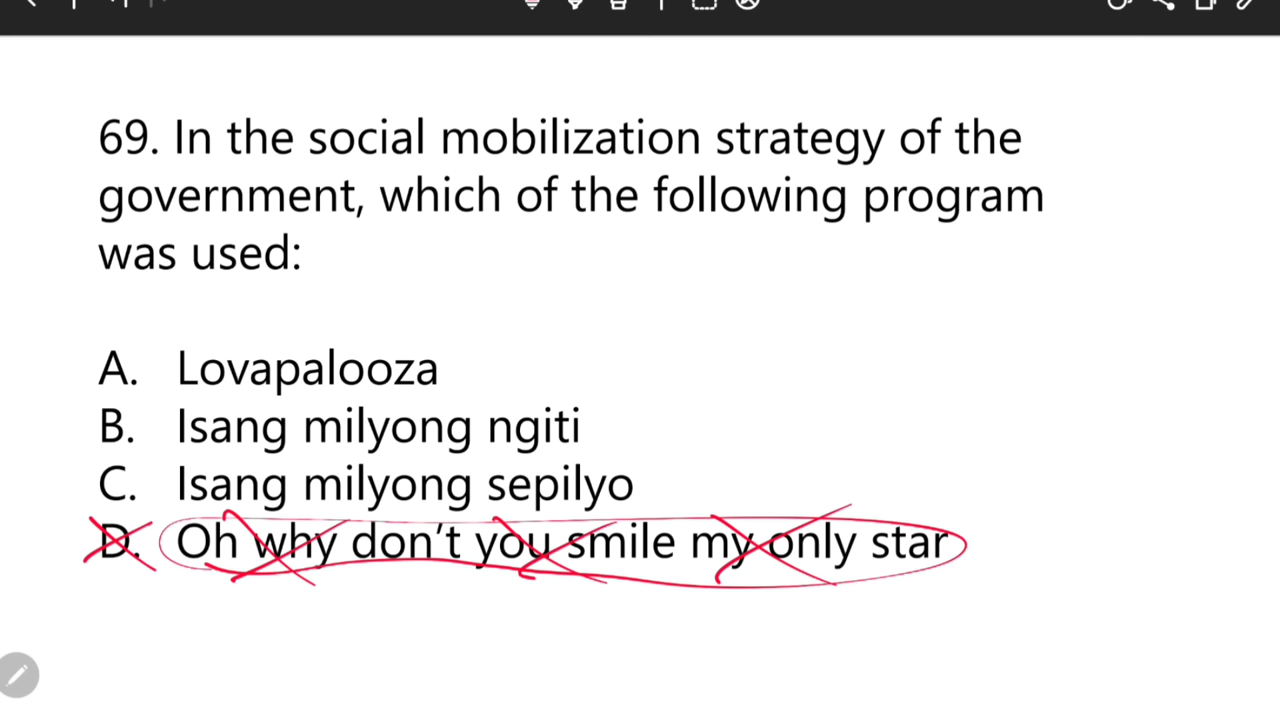 69. In the social mobilization strategy of the
government, which of the following program
was used:
A. Lovapalooza
B. Isang milyong ngiti
C. Isang milyong sepilyo
D. Oh why don't you smile my only star